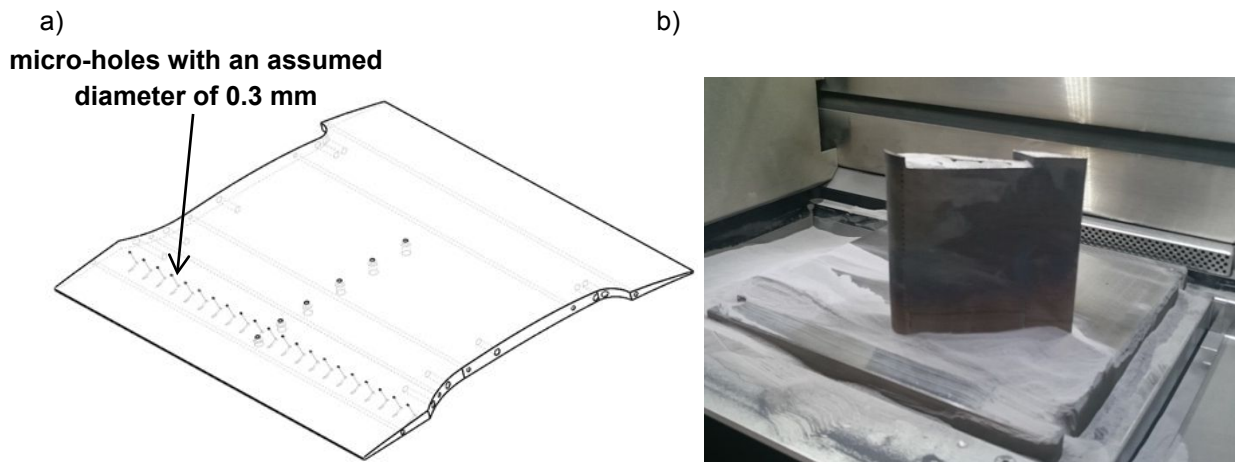 a)
micro-holes with an assumed
diameter of 0.3 mm
b)